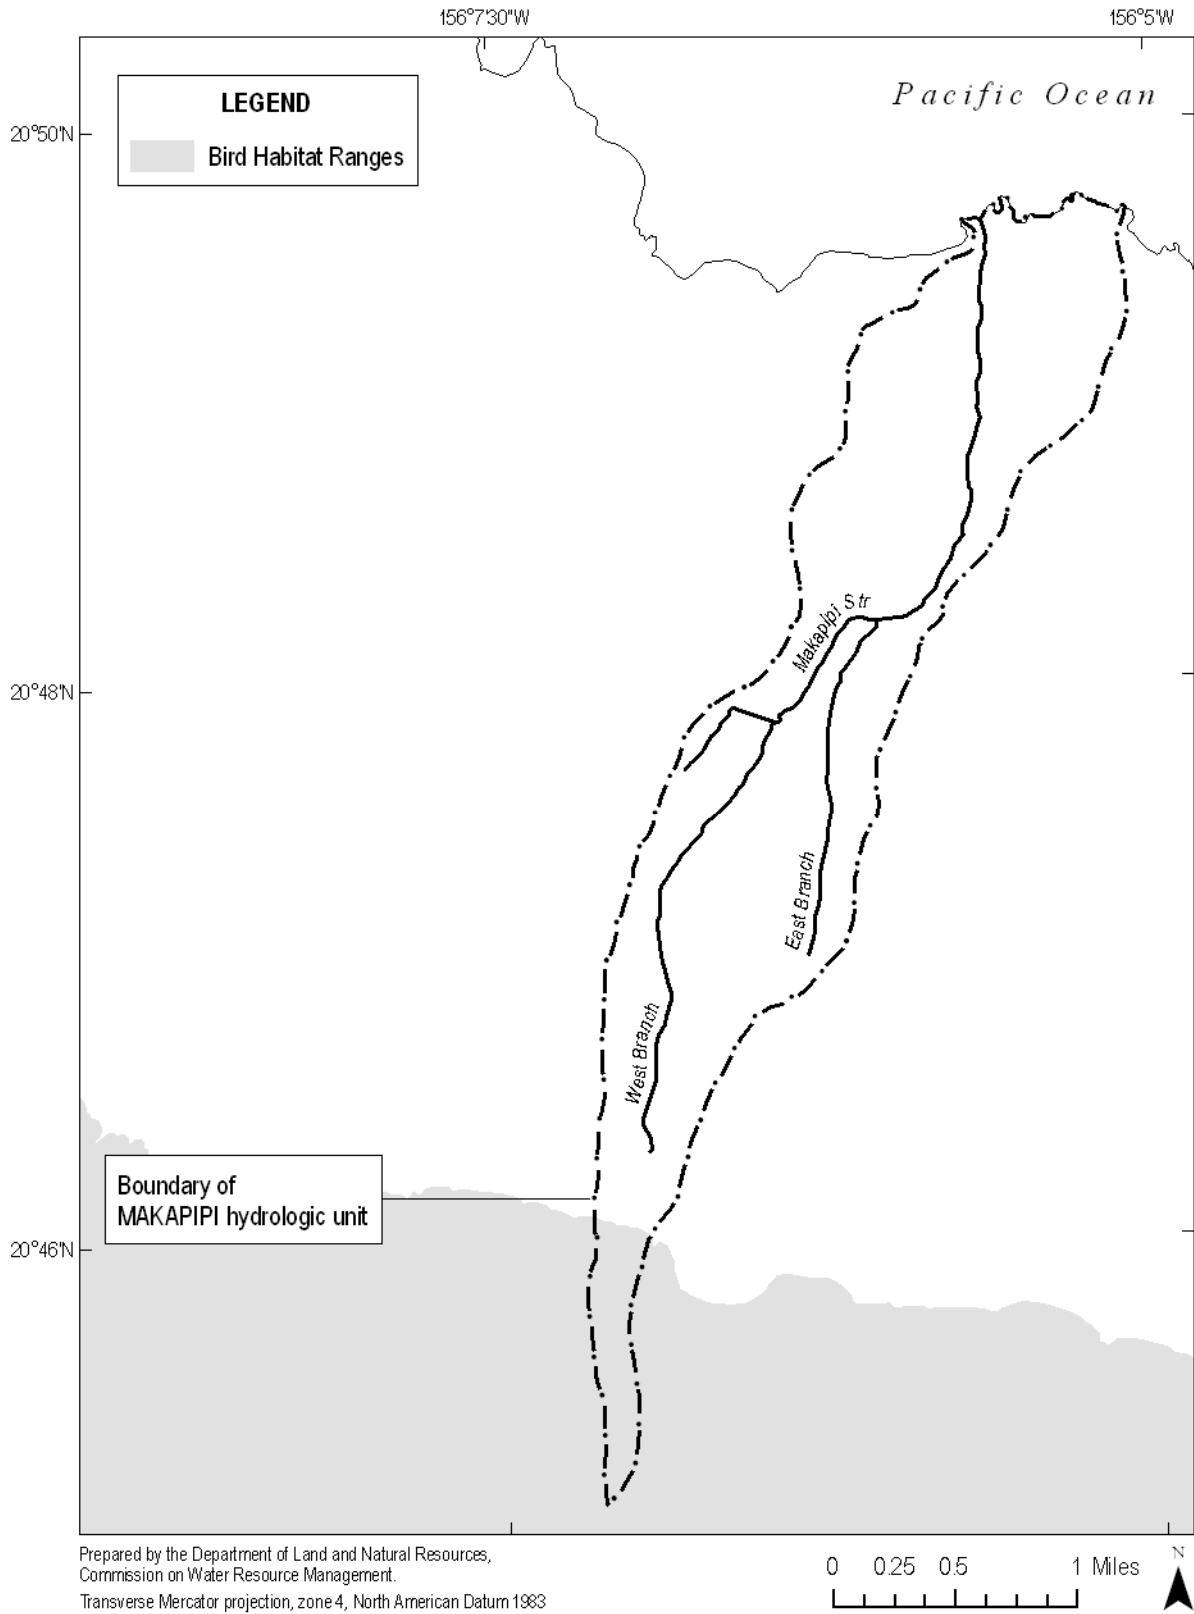 156°7'30"W
156°5'W
Pacific Ocean
LEGEND
Bird Habitat Ranges
20°50'N
Makapipi Str
20°48'N
East Branch
West Branch
Boundary of
MAKAPIPI hydrologic unit
20°46'N
Prepared by the Department of Land and Natural Resources,
Commission on Water Resource Management.
Transverse Mercator projection, zone 4, North American Datum 1983
0 0.25 0.5 1 Miles
N